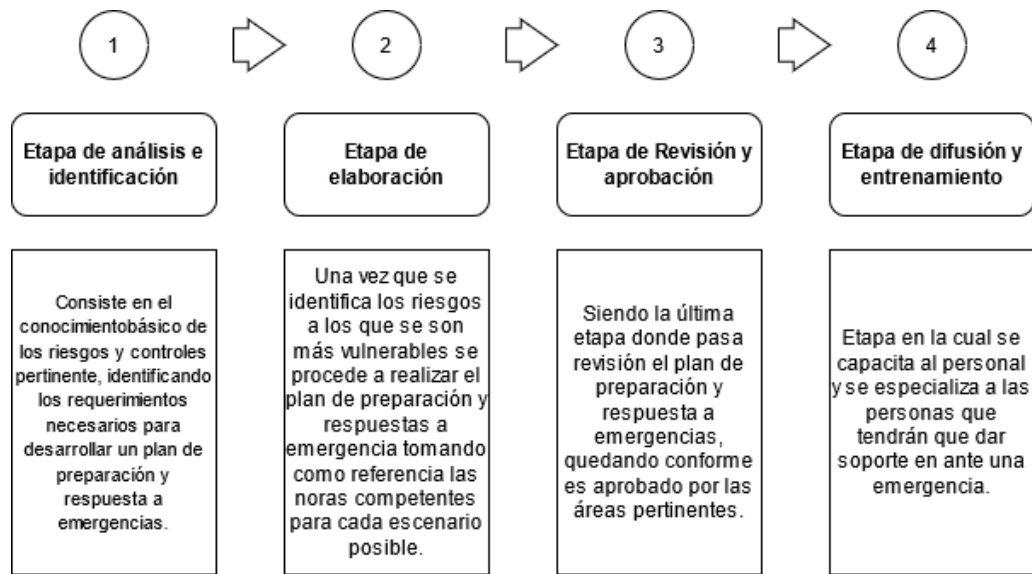 1
2
3
4
Etapa de análisis e
identificación
Etapa de
elaboración
Etapa de Revisión y
aprobación
Etapa de difusión y
entrenamiento
Consiste en el
conocimientobásico de
los riesgos y controles
pertinente, identificando
los requerimientos
necesarios para
desarrollar un plan de
preparación y
respuesta a
emergencias.
Una vez que se
identifica los riesgos
a los que se son
más vulnerables se
procede a realizar el
plan de preparación y
respuestas a
emergencia tomando
como referencia las
noras competentes
para cada escenario
posible.
Siendo la última
etapa donde pasa
revisión el plan de
preparación y
respuesta a
emergencias,
quedando conforme
es aprobado por las
áreas pertinentes.
Etapa en la cual se
capacita al personal
y se especializa a las
personas que
tendrán que dar
soporte en ante una
emergencia.